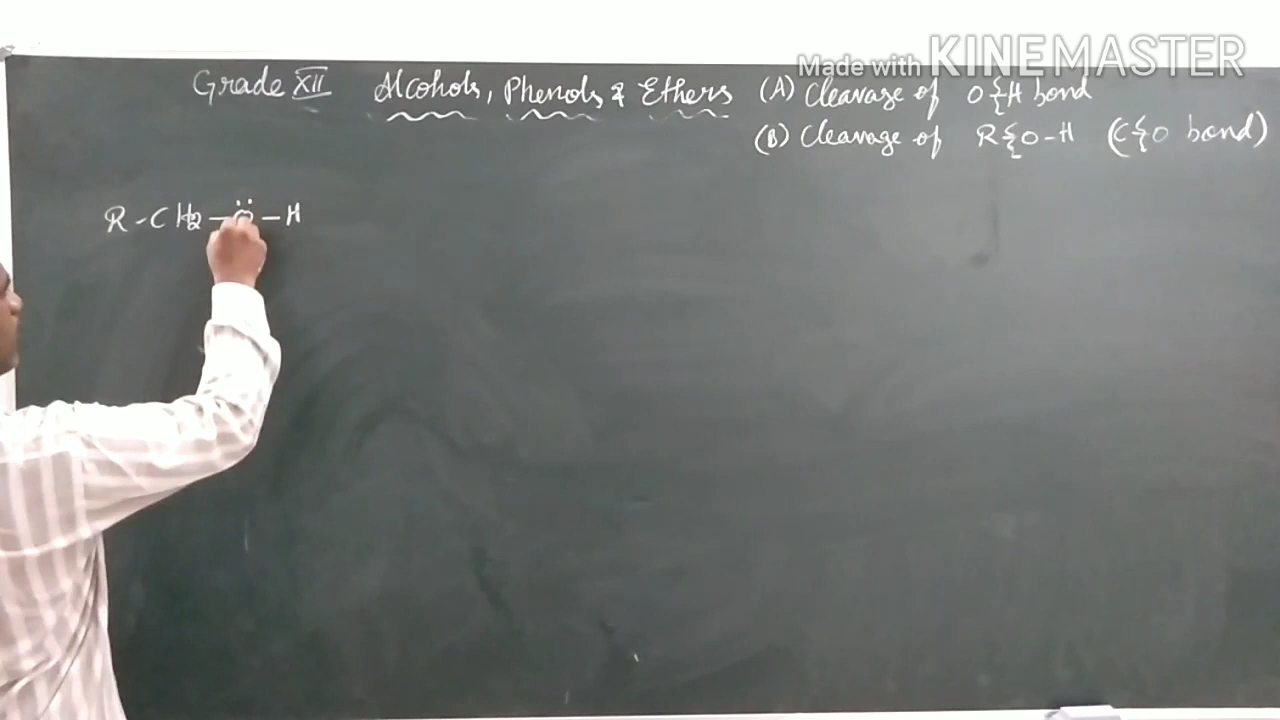 Made with KINEMASTER
Grade XII Alcohols, Phenols & Ethers (A) Cleavage of O{H bond
(B) Cleavage of R{O-H (C{O bond)
R-CH2-Ö-H